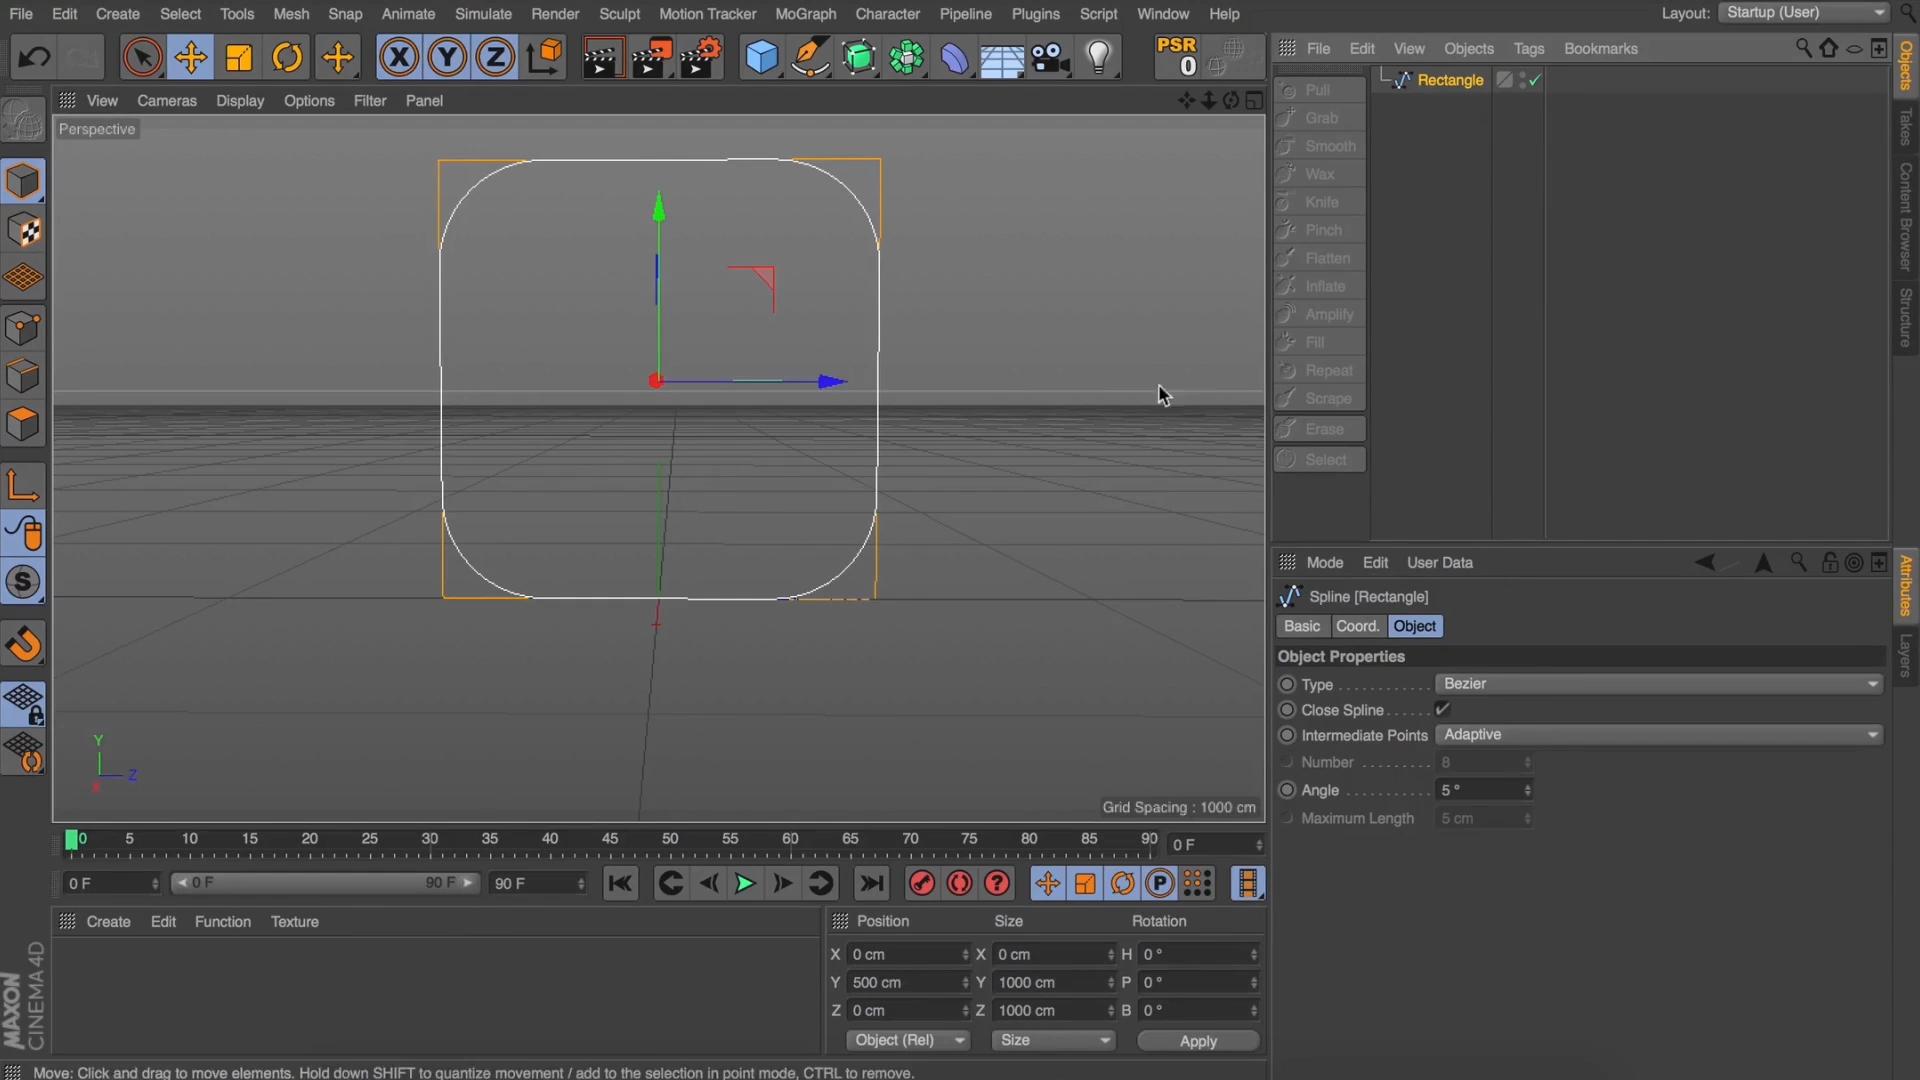 File Edit Create Select Tools Mesh Snap Animate Simulate Render Sculpt Motion Tracker MoGraph Character Pipeline Plugins Script Window Help Layout: Startup (User)
X Y Z PSR 0
File Edit View Objects Tags Bookmarks
View Cameras Display Options Filter Panel
Perspective
Rectangle
Pull
Grab
Smooth
Wax
Knife
Pinch
Flatten
Inflate
Amplify
Fill
Repeat
Scrape
Erase
Select
Objects
Takes
Content Browser
Structure
Attributes
Layers
Mode Edit User Data
Spline [Rectangle]
Basic Coord. Object
Object Properties
Type Bezier
Close Spline
Intermediate Points Adaptive
Number 8
Angle 5 °
Maximum Length 5 cm
S
Y
Z
X
Grid Spacing : 1000 cm
0 5 10 15 20 25 30 35 40 45 50 55 60 65 70 75 80 85 90 0 F
0 F 0 F 90 F 90 F ? P
Create Edit Function Texture
Position Size Rotation
X 0 cm X 0 cm H 0 °
Y 500 cm Y 1000 cm P 0 °
Z 0 cm Z 1000 cm B 0 °
Object (Rel) Size Apply
MAXON
CINEMA 4D
Move: Click and drag to move elements. Hold down SHIFT to quantize movement / add to the selection in point mode, CTRL to remove.